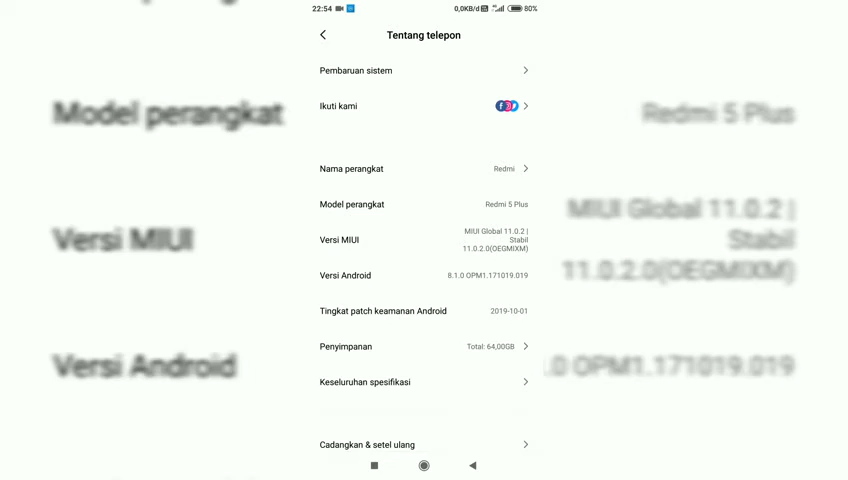 22:54
0,0KB/d
80%
Tentang telepon
Pembaruan sistem
Ikuti kami
Nama perangkat
Redmi
Model perangkat
Redmi 5 Plus
Versi MIUI
MIUI Global 11.0.2 |
Stabil
11.0.2.0(OEGMIXM)
Versi Android
8.1.0 OPM1.171019.019
Tingkat patch keamanan Android
2019-10-01
Penyimpanan
Total: 64,00GB
Keseluruhan spesifikasi
Cadangkan & setel ulang
Model perangkat
Redmi 5 Plus
Versi MIUI
MIUI Global 11.0.2 |
Stabil
11.0.2.0(OEGMIXM)
Versi Android
.0 OPM1.171019.019